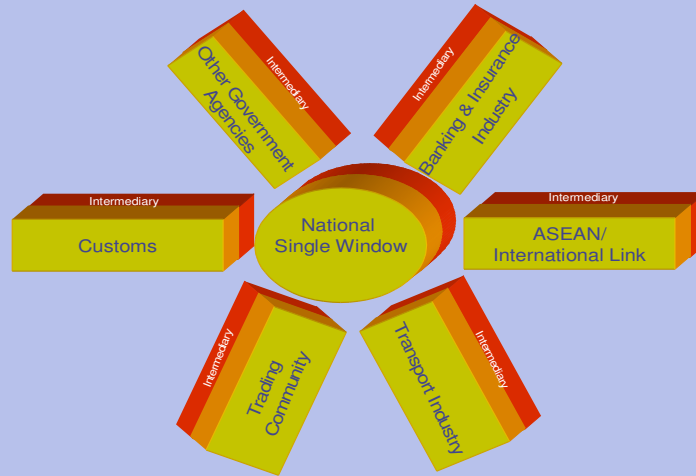 Intermediary
Other Government
Agencies
Intermediary
Banking & Insurance
Industry
Intermediary
Customs
National
Single Window
Intermediary
ASEAN/
International Link
Intermediary
Trading
Community
Intermediary
Transport Industry